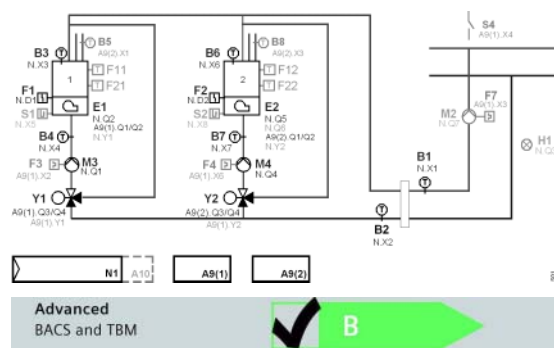 B3
N.X3
B5
A9(2).X1
1
F11
F21
F1
N.D1
S1
N.X5
E1
N.Q2
A9(1).Q1/Q2
N.Y1
B4
N.X4
F3
A9(1).X2
M3
N.Q1
Y1
A9(1).Q3/Q4
A9(1).Y1
B6
N.X6
B8
A9(2).X3
2
F12
F22
F2
N.D2
S2
N.X8
E2
N.Q5
N.Q6
A9(2).Q1/Q2
N.Y2
B7
N.X7
F4
A9(1).X6
M4
N.Q4
Y2
A9(2).Q3/Q4
A9(1).Y2
S4
A9(1).X4
F7
A9(1).X3
M2
N.Q7
H1
B1
N.X1
B2
N.X2
N1
A10
A9(1)
A9(2)
Advanced
BACS and TBM
B